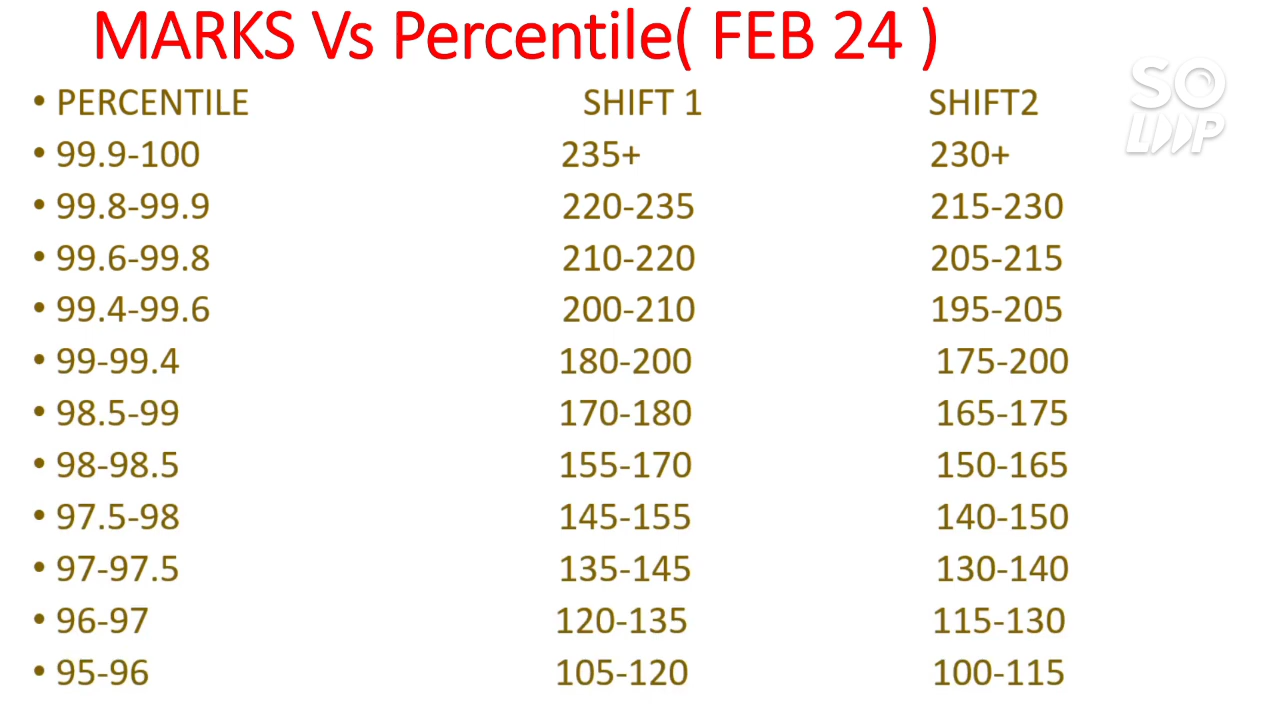 MARKS Vs Percentile( FEB 24 )
SO
LOOP
• PERCENTILE SHIFT 1 SHIFT2
• 99.9-100 235+ 230+
• 99.8-99.9 220-235 215-230
• 99.6-99.8 210-220 205-215
• 99.4-99.6 200-210 195-205
• 99-99.4 180-200 175-200
• 98.5-99 170-180 165-175
• 98-98.5 155-170 150-165
• 97.5-98 145-155 140-150
• 97-97.5 135-145 130-140
• 96-97 120-135 115-130
• 95-96 105-120 100-115